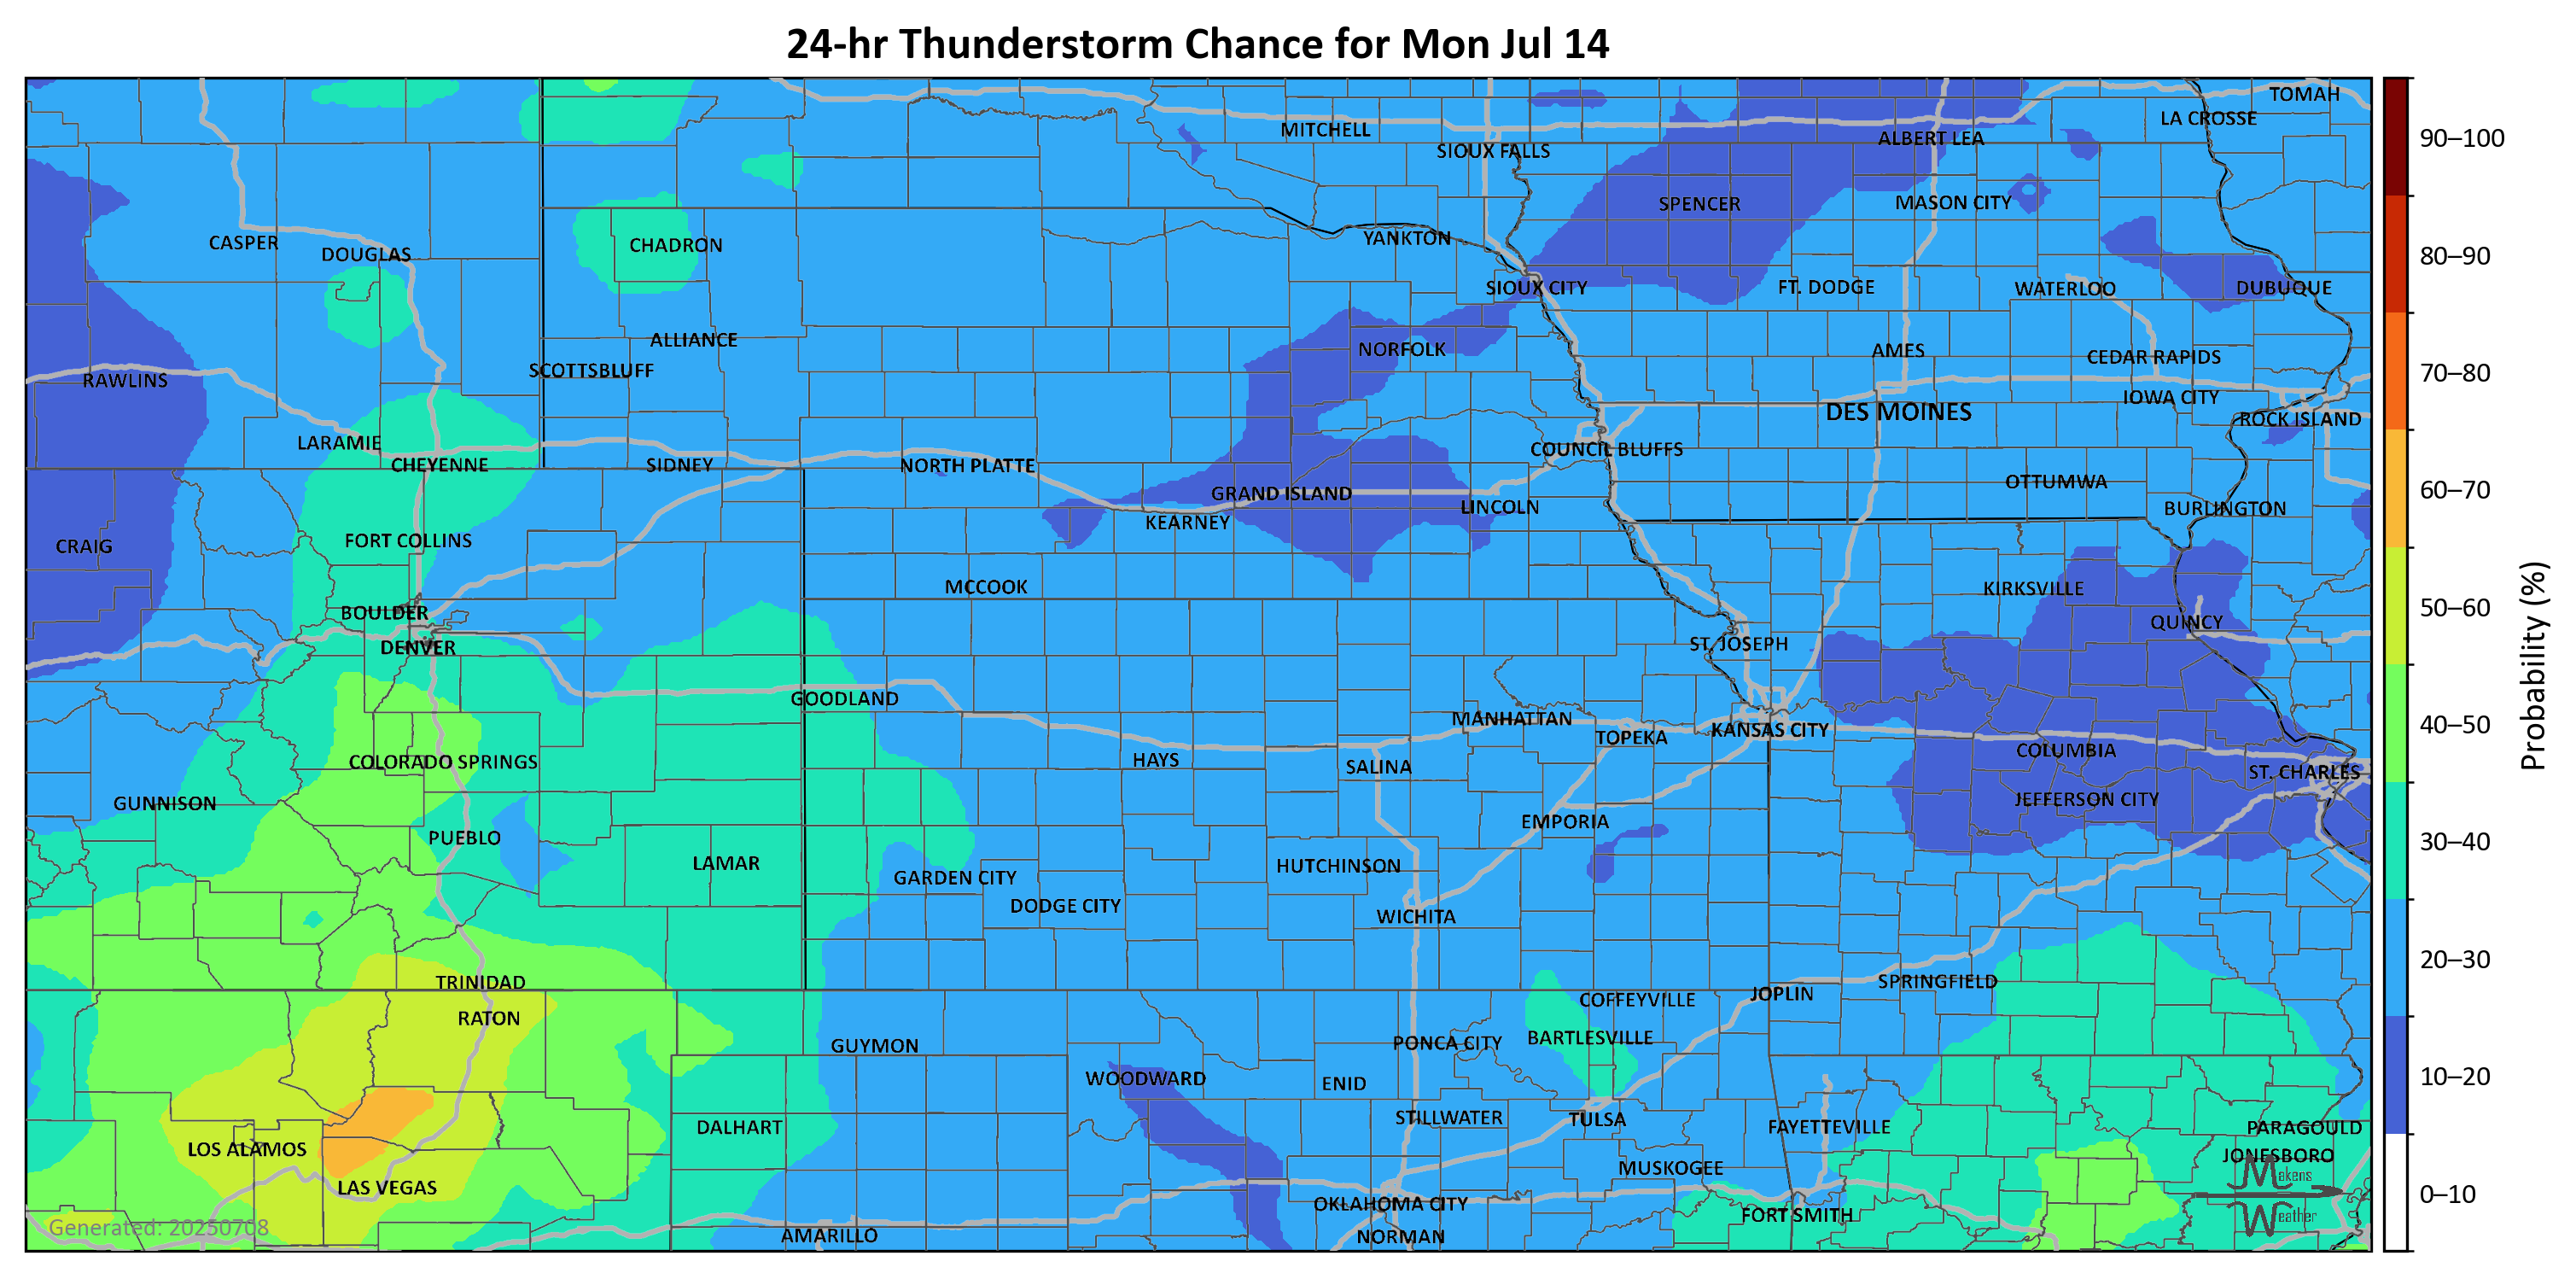 24-hr Thunderstorm Chance for Mon Jul 14
TOMAH
LA CROSSE
MITCHELL
ALBERT LEA
SIOUX FALLS
SPENCER
MASON CITY
YANKTON
CASPER
CHADRON
DOUGLAS
SIOUX CITY
FT. DODGE
WATERLOO
DUBUQUE
ALLIANCE
NORFOLK
AMES
CEDAR RAPIDS
SCOTTSBLUFF
RAWLINS
IOWA CITY
DES MOINES
ROCK ISLAND
LARAMIE
COUNCIL BLUFFS
CHEYENNE
SIDNEY
NORTH PLATTE
OTTUMWA
GRAND ISLAND
LINCOLN
BURLINGTON
KEARNEY
FORT COLLINS
CRAIG
MCCOOK
KIRKSVILLE
BOULDER
QUINCY
DENVER
ST. JOSEPH
GOODLAND
MANHATTAN
KANSAS CITY
TOPEKA
COLUMBIA
COLORADO SPRINGS
HAYS
SALINA
ST. CHARLES
GUNNISON
JEFFERSON CITY
EMPORIA
PUEBLO
LAMAR
HUTCHINSON
GARDEN CITY
DODGE CITY
WICHITA
TRINIDAD
SPRINGFIELD
JOPLIN
COFFEYVILLE
RATON
BARTLESVILLE
PONCA CITY
GUYMON
WOODWARD
ENID
STILLWATER
TULSA
DALHART
FAYETTEVILLE
PARAGOULD
LOS ALAMOS
JONESBORO
MUSKOGEE
LAS VEGAS
OKLAHOMA CITY
FORT SMITH
AMARILLO
NORMAN
Generated: 20250708
Makens
Weather
90–100
80–90
70–80
60–70
50–60
40–50
30–40
20–30
10–20
0–10
Probability (%)